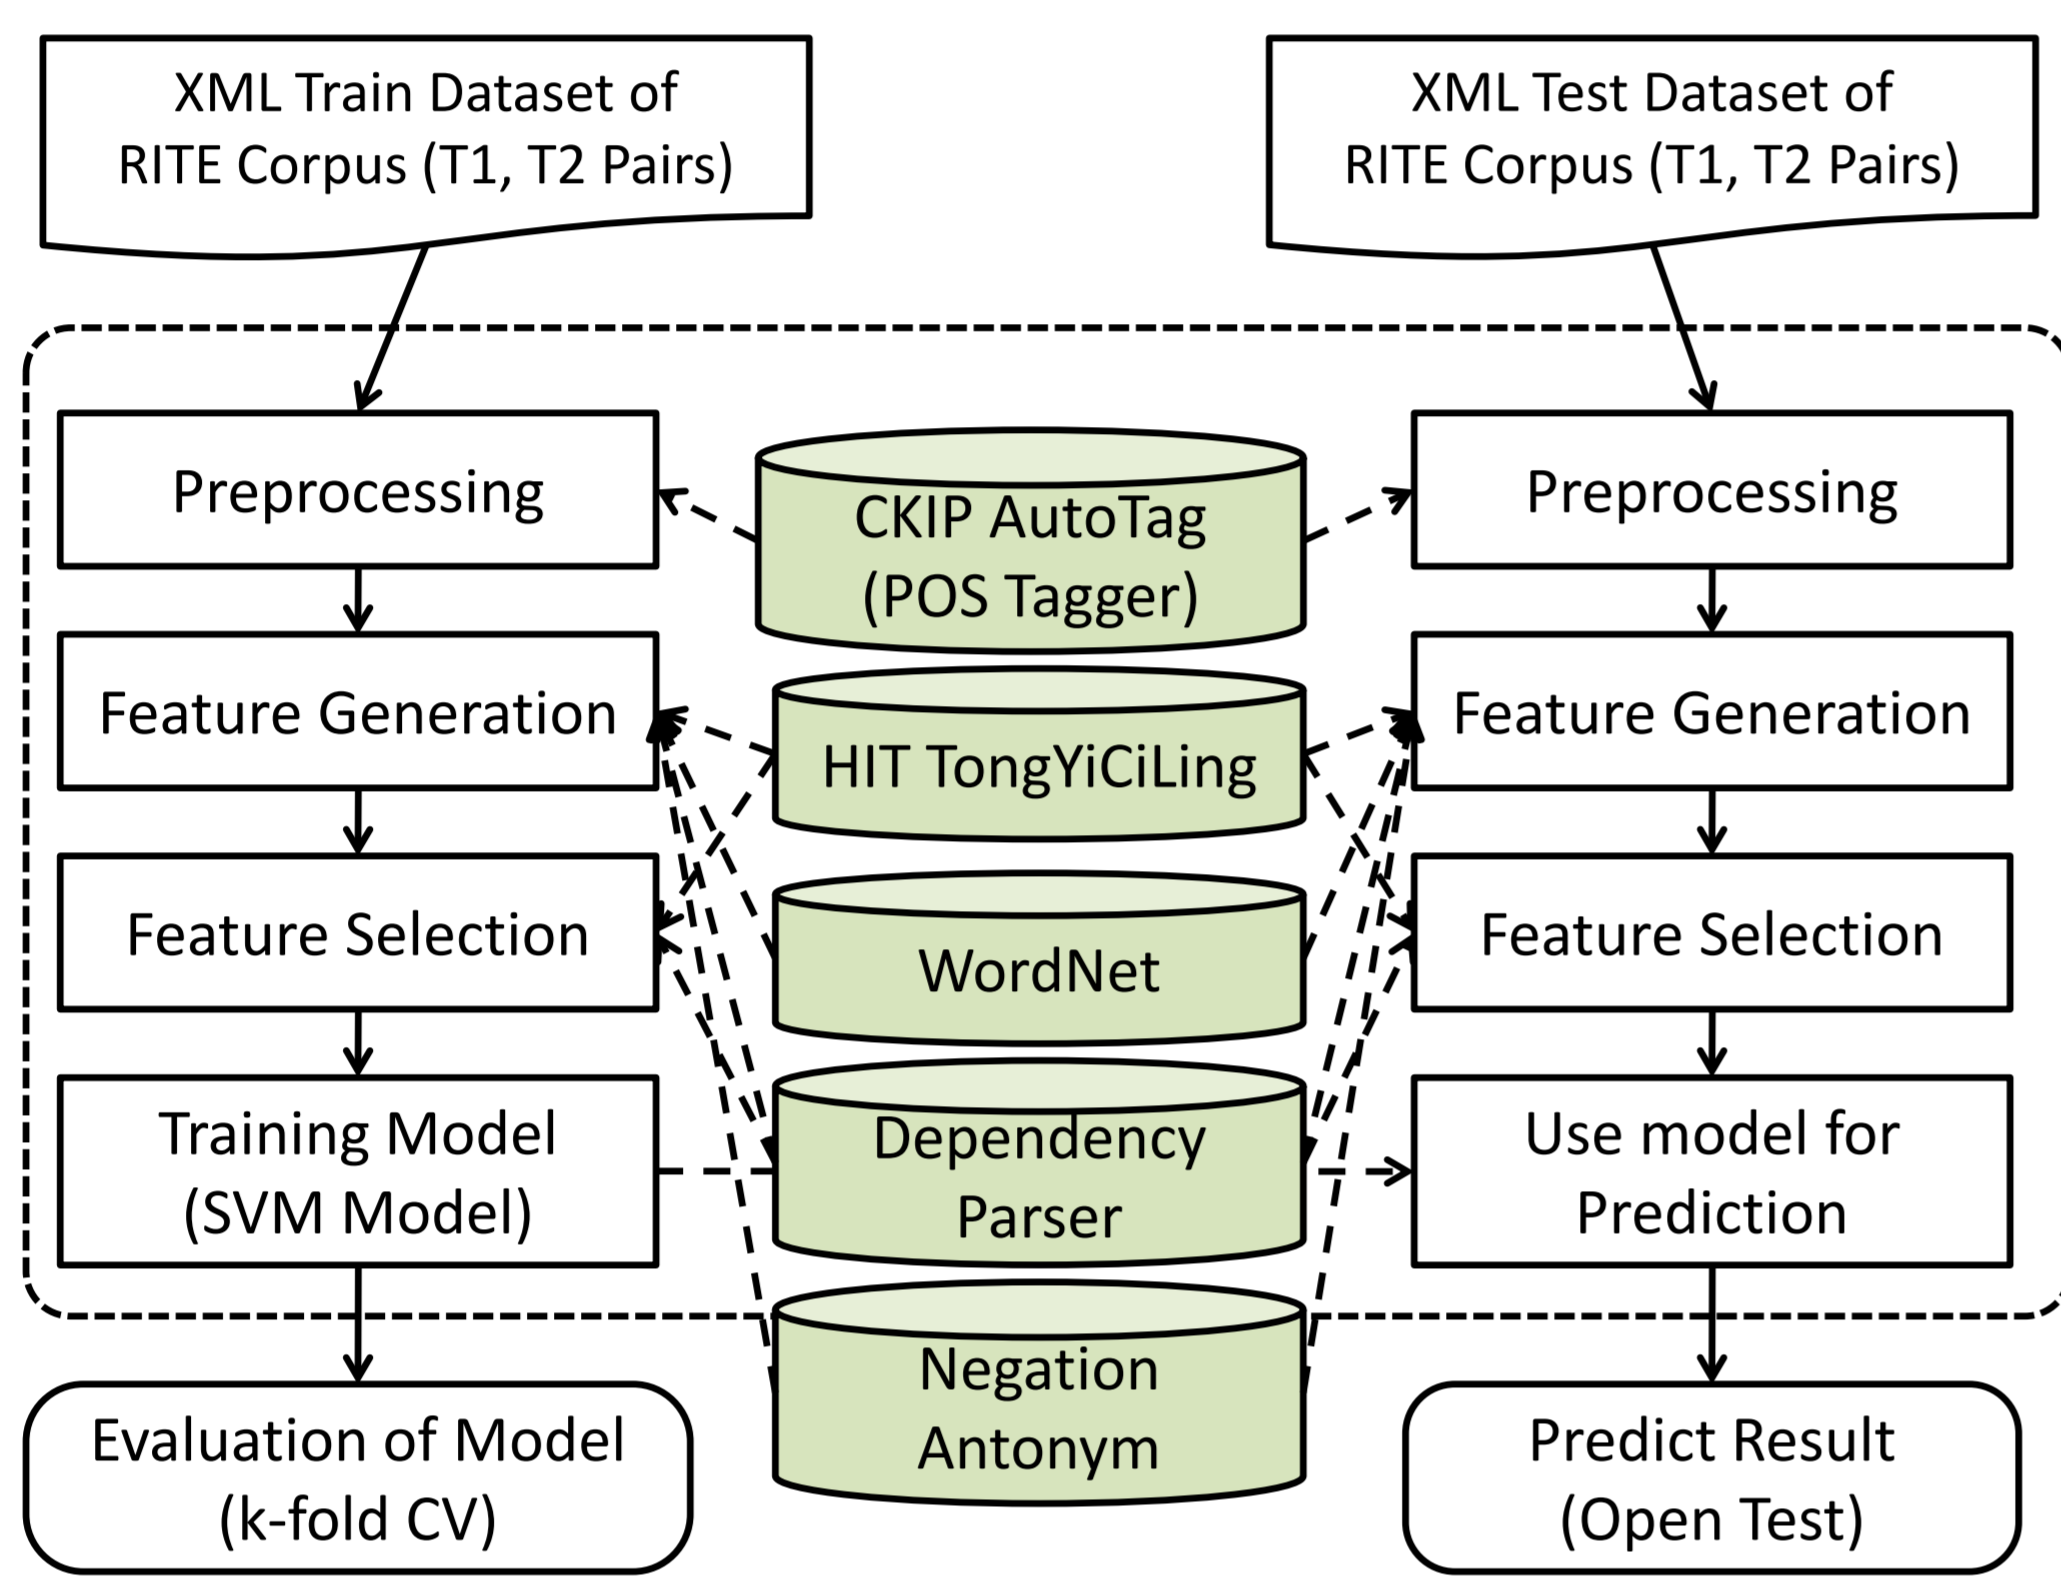 XML Train Dataset of
RITE Corpus (T1, T2 Pairs)
XML Test Dataset of
RITE Corpus (T1, T2 Pairs)
Preprocessing
Feature Generation
Feature Selection
Training Model
(SVM Model)
Evaluation of Model
(k-fold CV)
CKIP AutoTag
(POS Tagger)
HIT TongYiCiLing
WordNet
Dependency
Parser
Negation
Antonym
Preprocessing
Feature Generation
Feature Selection
Use model for
Prediction
Predict Result
(Open Test)